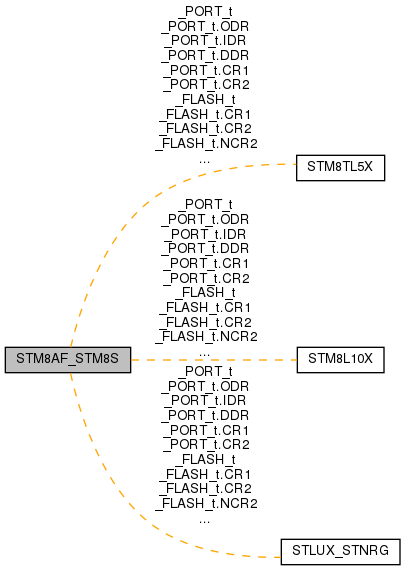 _PORT_t
_PORT_t.ODR
_PORT_t.IDR
_PORT_t.DDR
_PORT_t.CR1
_PORT_t.CR2
_FLASH_t
_FLASH_t.CR1
_FLASH_t.CR2
_FLASH_t.NCR2
...
STM8TL5X
_PORT_t
_PORT_t.ODR
_PORT_t.IDR
_PORT_t.DDR
_PORT_t.CR1
_PORT_t.CR2
_FLASH_t
_FLASH_t.CR1
_FLASH_t.CR2
_FLASH_t.NCR2
...
STM8AF_STM8S
STM8L10X
_PORT_t
_PORT_t.ODR
_PORT_t.IDR
_PORT_t.DDR
_PORT_t.CR1
_PORT_t.CR2
_FLASH_t
_FLASH_t.CR1
_FLASH_t.CR2
_FLASH_t.NCR2
...
STLUX_STNRG